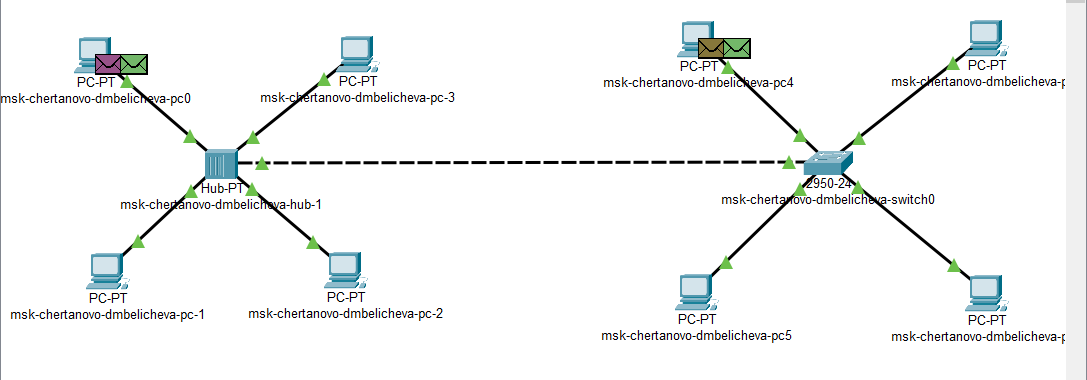 PC-PT
msk-chertanovo-dmbelicheva-pc0
PC-PT
msk-chertanovo-dmbelicheva-pc-3
Hub-PT
msk-chertanovo-dmbelicheva-hub-1
PC-PT
msk-chertanovo-dmbelicheva-pc-1
PC-PT
msk-chertanovo-dmbelicheva-pc-2
PC-PT
msk-chertanovo-dmbelicheva-pc4
PC-PT
msk-chertanovo-dmbelicheva-p
2950-24
msk-chertanovo-dmbelicheva-switch0
PC-PT
msk-chertanovo-dmbelicheva-pc5
PC-PT
msk-chertanovo-dmbelicheva-p